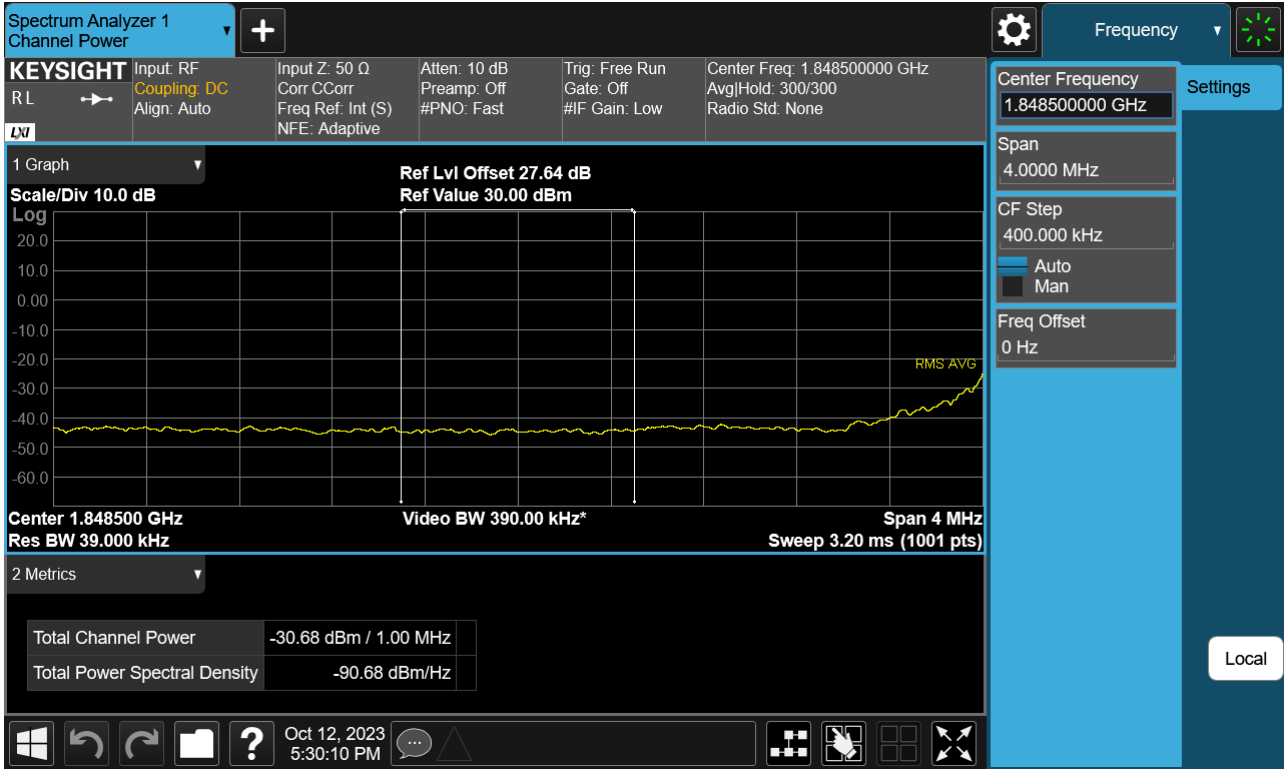 Spectrum Analyzer 1
Channel Power
Frequency
KEYSIGHT
RL
LXI
Input: RF
Coupling: DC
Align: Auto
Input Z: 50 Ω
Corr CCorr
Freq Ref: Int (S)
NFE: Adaptive
Atten: 10 dB
Preamp: Off
#PNO: Fast
Trig: Free Run
Gate: Off
#IF Gain: Low
Center Freq: 1.848500000 GHz
Avg|Hold: 300/300
Radio Std: None
1 Graph
Scale/Div 10.0 dB
Ref Lvl Offset 27.64 dB
Ref Value 30.00 dBm
Log
20.0
10.0
0.00
-10.0
-20.0
-30.0
-40.0
-50.0
-60.0
RMS AVG
Center 1.848500 GHz
Video BW 390.00 kHz*
Span 4 MHz
Res BW 39.000 kHz
Sweep 3.20 ms (1001 pts)
2 Metrics
Total Channel Power -30.68 dBm / 1.00 MHz
Total Power Spectral Density -90.68 dBm/Hz
Center Frequency
1.848500000 GHz
Span
4.0000 MHz
CF Step
400.000 kHz
Auto
Man
Freq Offset
0 Hz
Settings
Local
?
Oct 12, 2023
5:30:10 PM